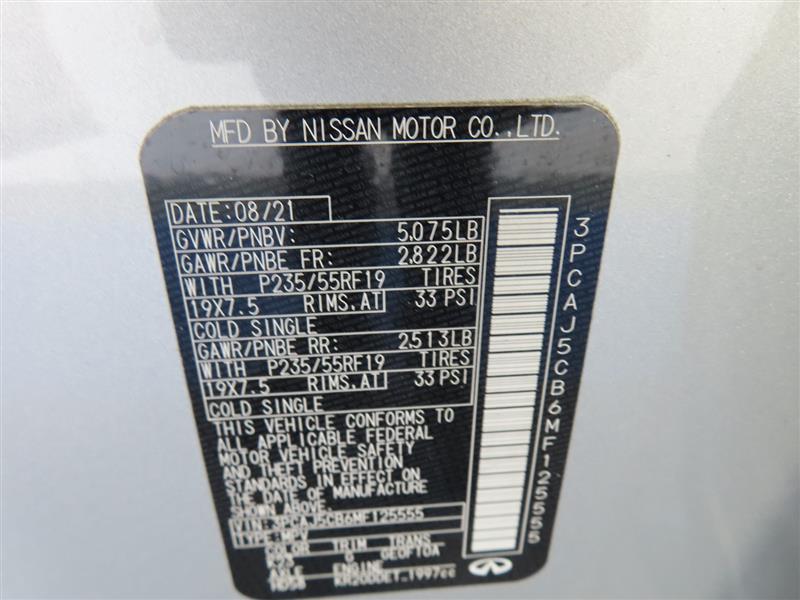 MFD BY NISSAN MOTOR CO.,LTD.
DATE:08/21
GVWR/PNBV: 5,075LB
GAWR/PNBE FR: 2,822LB
WITH P235/55RF19 TIRES
19X7.5 RIMS.AT 33 PSI
COLD SINGLE
GAWR/PNBE RR: 2,513LB
WITH P235/55RF19 TIRES
19X7.5 RIMS.AT 33 PSI
COLD SINGLE
THIS VEHICLE CONFORMS TO
ALL APPLICABLE FEDERAL
MOTOR VEHICLE SAFETY
AND THEFT PREVENTION
STANDARDS IN EFFECT ON
THE DATE OF MANUFACTURE
SHOWN ABOVE.
VIN: 3PCAJ5CB6MF125555
TYPE:MPV
COLOR TRIM TRANS
G GE0F10A
AXLE ENGINE
KR20DDET 1997cc
3PCAJ5CB6MF125555